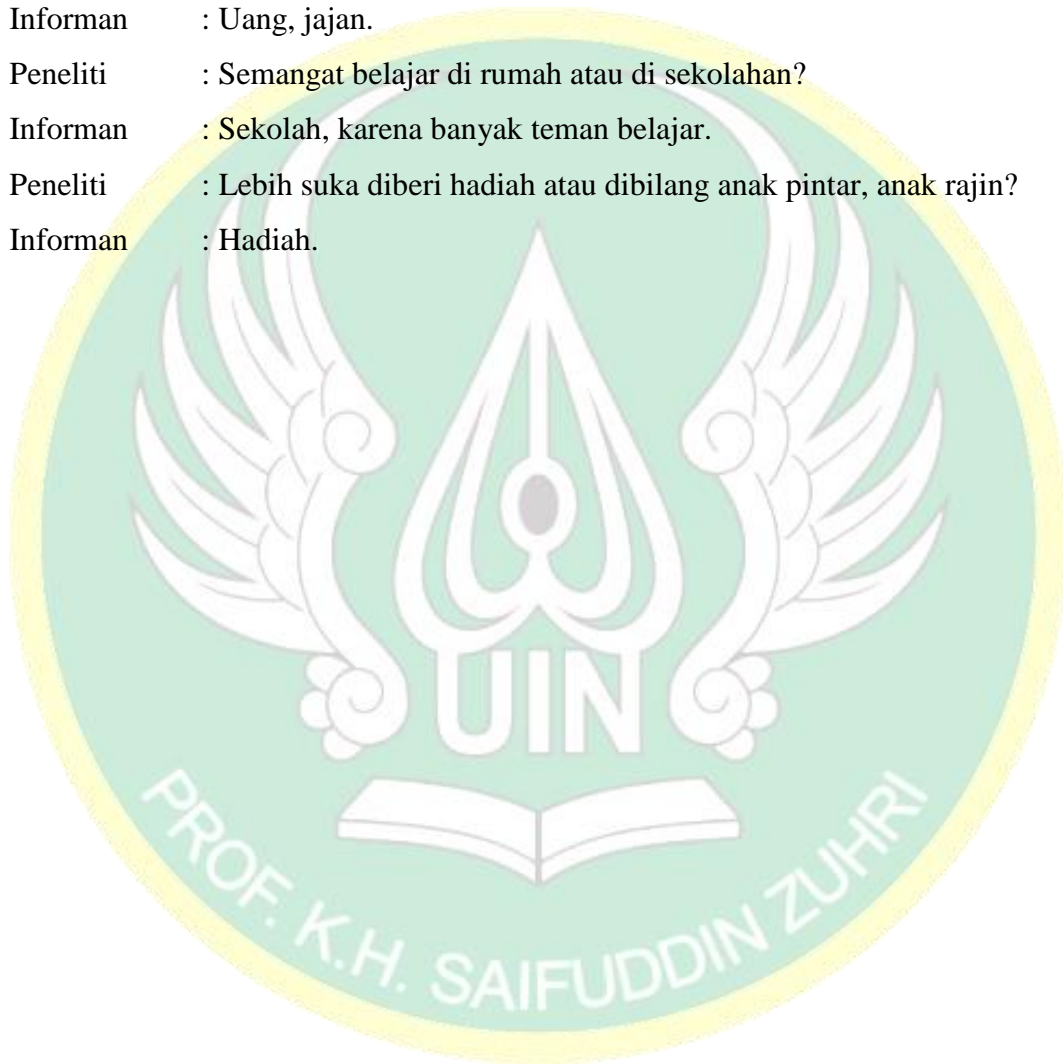 Informan : Uang, jajan.
Peneliti : Semangat belajar di rumah atau di sekolahan?
Informan : Sekolah, karena banyak teman belajar.
Peneliti : Lebih suka diberi hadiah atau dibilang anak pintar, anak rajin?
Informan : Hadiah.
UIN
PROF. K.H. SAIFUDDIN ZUHRI